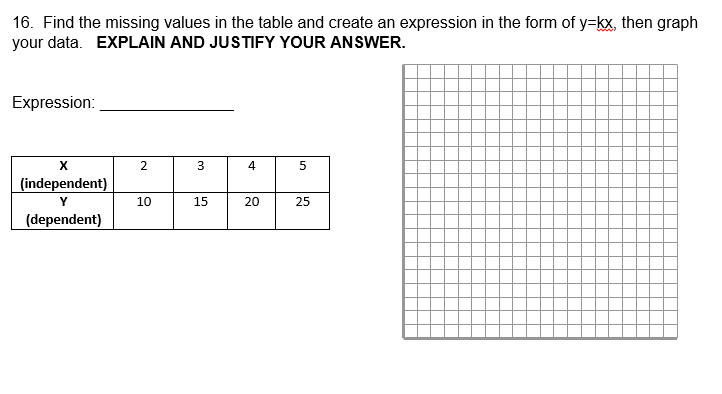 16.  Find the missing values in the table and create an expression in the form of y=kx, then graph
your data.   EXPLAIN AND JUSTIFY YOUR ANSWER.
Expression: _______________
X 2 3 4 5
(independent)
Y 10 15 20 25
(dependent)